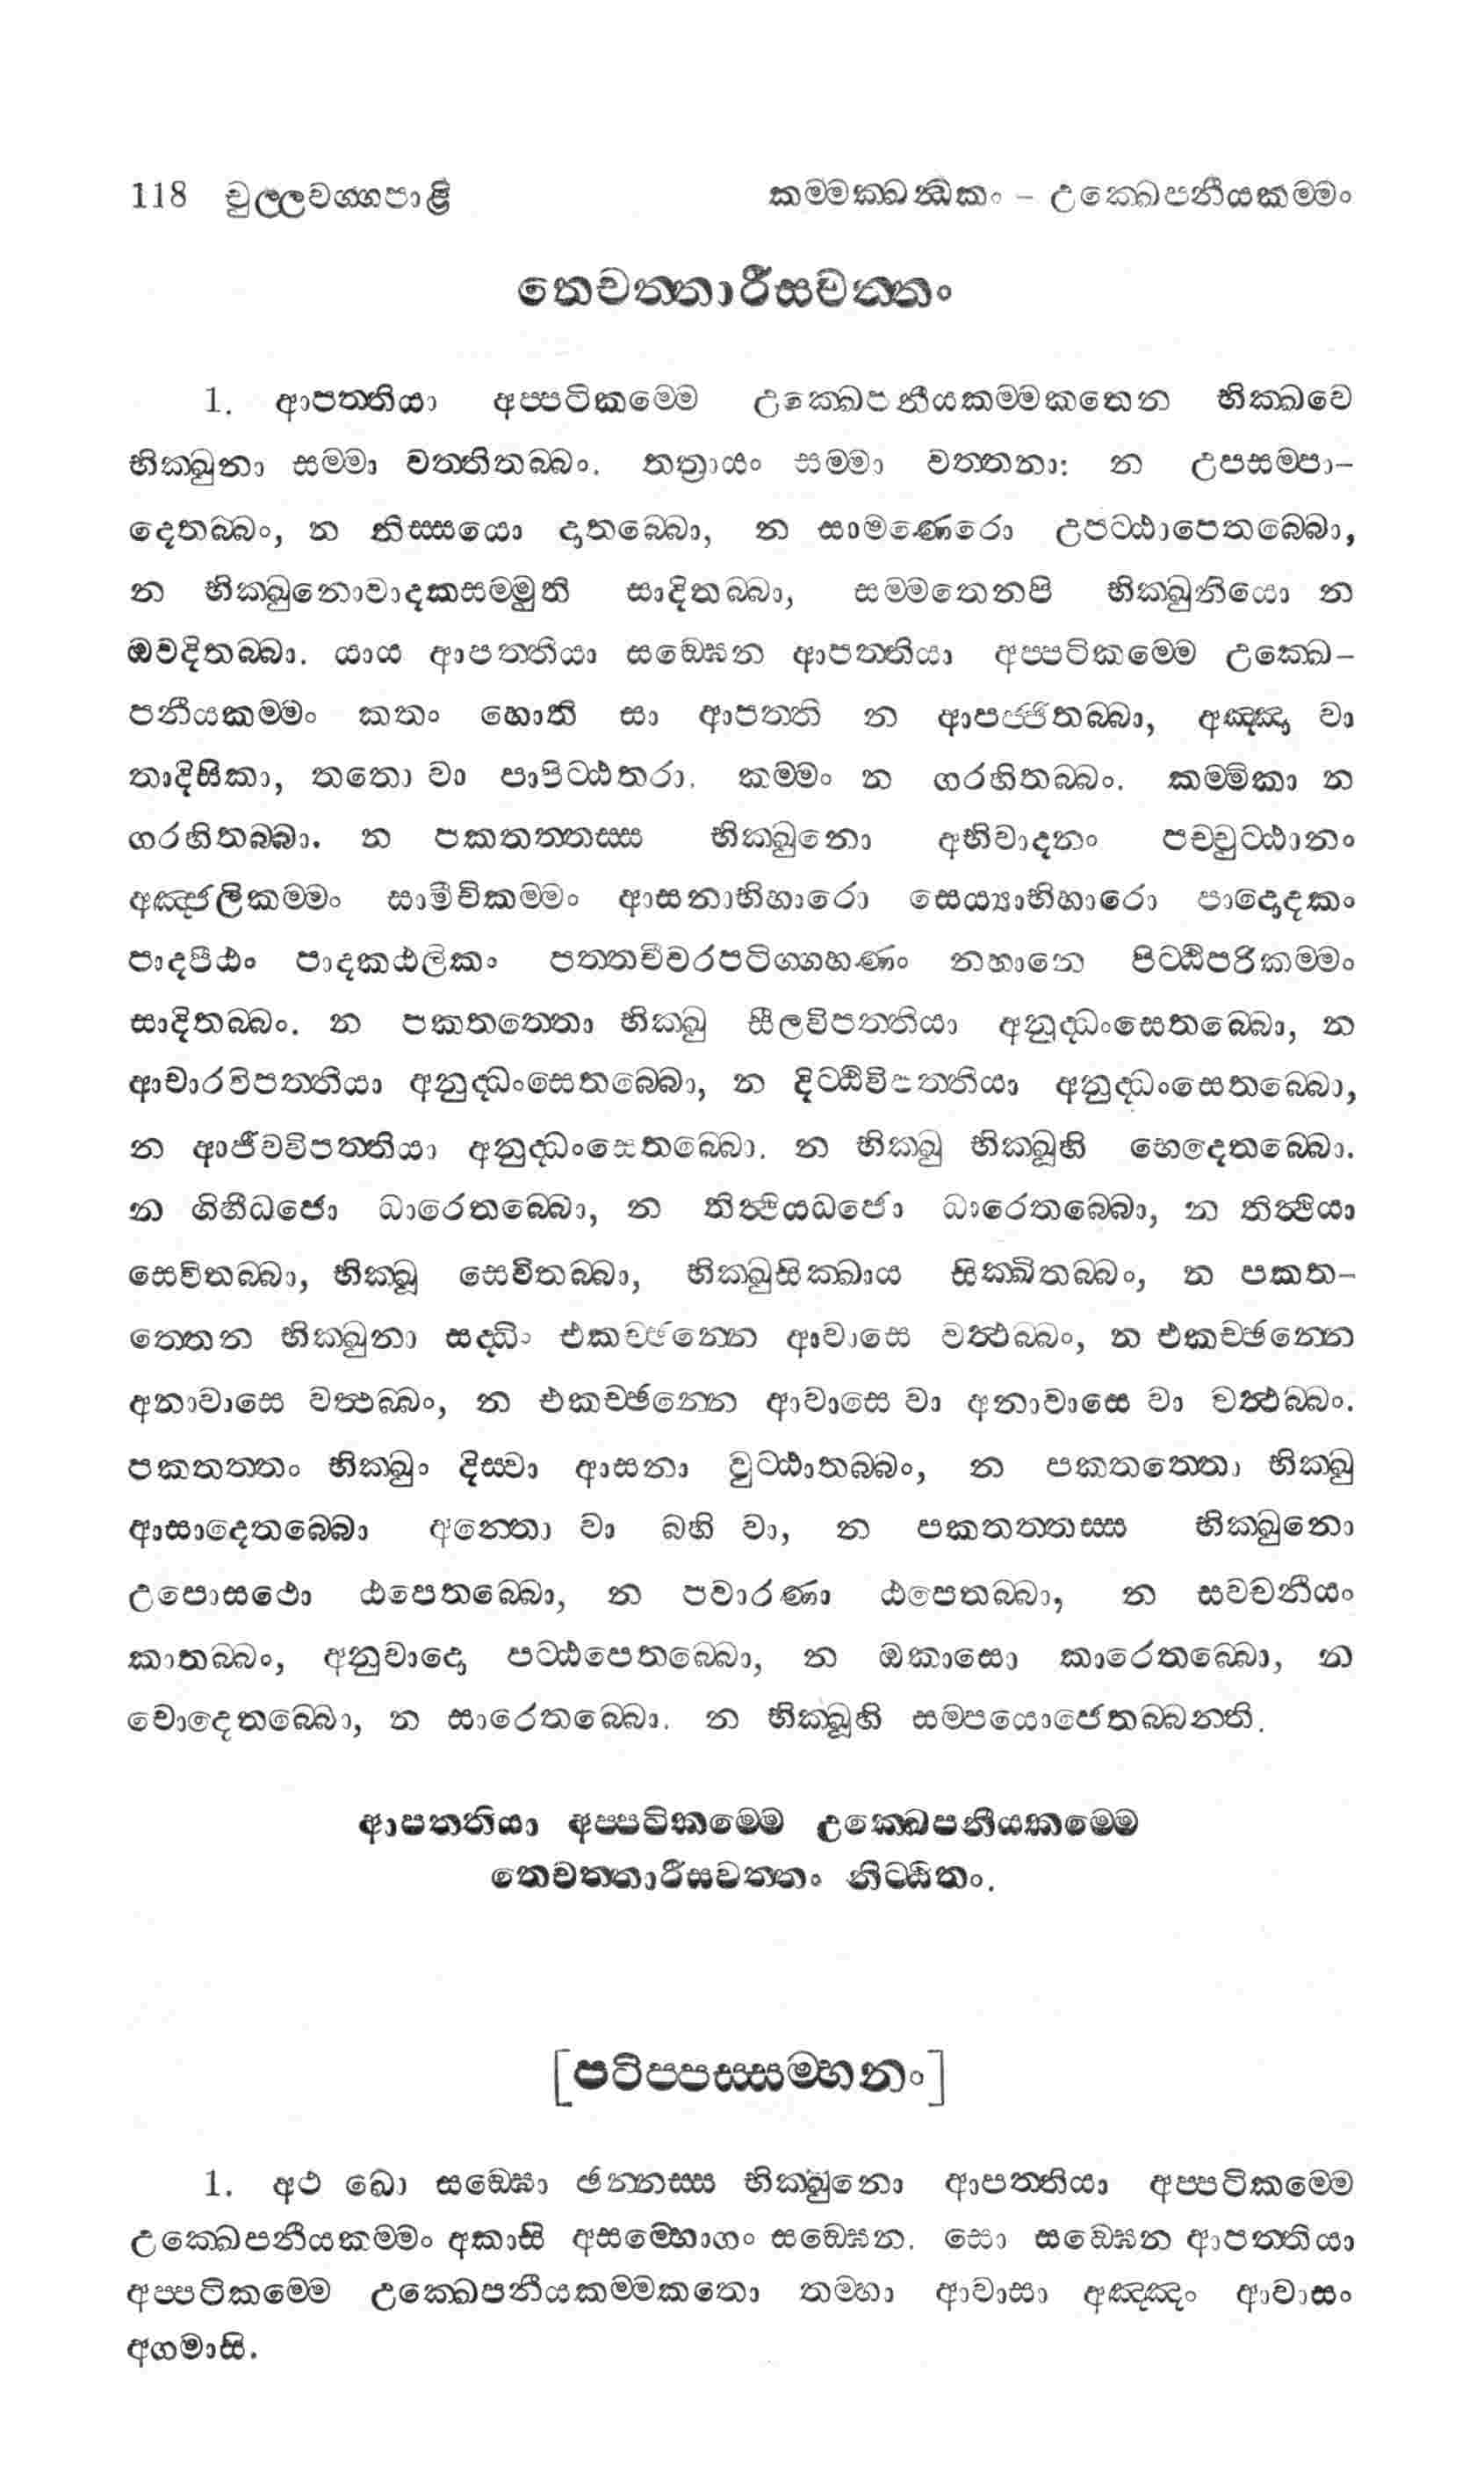 118 චුල්ලවග්ගපාළි කම්මක්ඛන්ධකං – උක්ඛෙපනීයකම්මං
තෙචත්තාරීසවත්තං
1. ආපත්තියා අප්පටිකම්මෙ උක්ඛෙපනීයකම්මකතෙන භික්ඛවෙ
භික්ඛුනා සම්මා වත්තිතබ්බං. තත්‍රායං සම්මා වත්තනා: න උපසම්පා-
දෙතබ්බං, න නිස්සයො දාතබ්බො, න සාමණෙරො උපට්ඨාපෙතබ්බො,
න භික්ඛුනොවාදකසම්මුති සාදිතබ්බා, සම්මතෙනපි භික්ඛුනියො න
ඔවදිතබ්බා. යාය ආපත්තියා සඞ්ඝෙන ආපත්තියා අප්පටිකම්මෙ උක්ඛෙ-
පනීයකම්මං කතං හොති සා ආපත්ති න ආපජ්ජිතබ්බා, අඤ්ඤා වා
තාදිසිකා, තතො වා පාපිට්ඨතරා. කම්මං න ගරහිතබ්බං. කම්මිකා න
ගරහිතබ්බා. න පකතත්තස්ස භික්ඛුනො අභිවාදනං පච්චුට්ඨානං
අඤ්ජලිකම්මං සාමීචිකම්මං ආසනාභිහාරො සෙය්‍යාභිහාරො පාදොදකං
පාදපීඨං පාදකඨලිකං පත්තචීවරපටිග්ගහණං නහානෙ පිට්ඨිපරිකම්මං
සාදිතබ්බං. න පකතත්තො භික්ඛු සීලවිපත්තියා අනුද්ධංසෙතබ්බො, න
ආචාරවිපත්තියා අනුද්ධංසෙතබ්බො, න දිට්ඨිවිපත්තියා අනුද්ධංසෙතබ්බො,
න ආජීවවිපත්තියා අනුද්ධංසෙතබ්බො. න භික්ඛු භික්ඛූහි භෙදෙතබ්බො.
න ගිහීධජො ධාරෙතබ්බො, න තිත්ථියධජො ධාරෙතබ්බො, න තිත්ථියා
සෙවිතබ්බා, භික්ඛූ සෙවිතබ්බා, භික්ඛුසික්ඛාය සික්ඛිතබ්බං, න පකත-
ත්තෙන භික්ඛුනා සද්ධිං එකච්ඡන්නෙ ආවාසෙ වත්ථබ්බං, න එකච්ඡන්නෙ
අනාවාසෙ වත්ථබ්බං, න එකච්ඡන්නෙ ආවාසෙ වා අනාවාසෙ වා වත්ථබ්බං.
පකතත්තං භික්ඛුං දිස්වා ආසනා වුට්ඨාතබ්බං, න පකතත්තො භික්ඛු
ආසාදෙතබ්බො අන්තො වා බහි වා, න පකතත්තස්ස භික්ඛුනො
උපොසථො ඨපෙතබ්බො, න පවාරණා ඨපෙතබ්බා, න සවචනීයං
කාතබ්බං, අනුවාදො පට්ඨපෙතබ්බො, න ඔකාසො කාරෙතබ්බො, න
චොදෙතබ්බො, න සාරෙතබ්බො. න භික්ඛූහි සම්පයොජෙතබ්බන්ති.
ආපත්තියා අප්පටිකම්මෙ උක්ඛෙපනීයකම්මෙ
තෙචත්තාරීසවත්තං නිට්ඨිතං.
[පටිප්පස්සම්භනං]
1. අථ ඛො සඞ්ඝො ඡන්නස්ස භික්ඛුනො ආපත්තියා අප්පටිකම්මෙ
උක්ඛෙපනීයකම්මං අකාසි අසම්භොගං සඞ්ඝෙන. සො සඞ්ඝෙන ආපත්තියා
අප්පටිකම්මෙ උක්ඛෙපනීයකම්මකතො තම්හා ආවාසා අඤ්ඤං ආවාසං
අගමාසි.